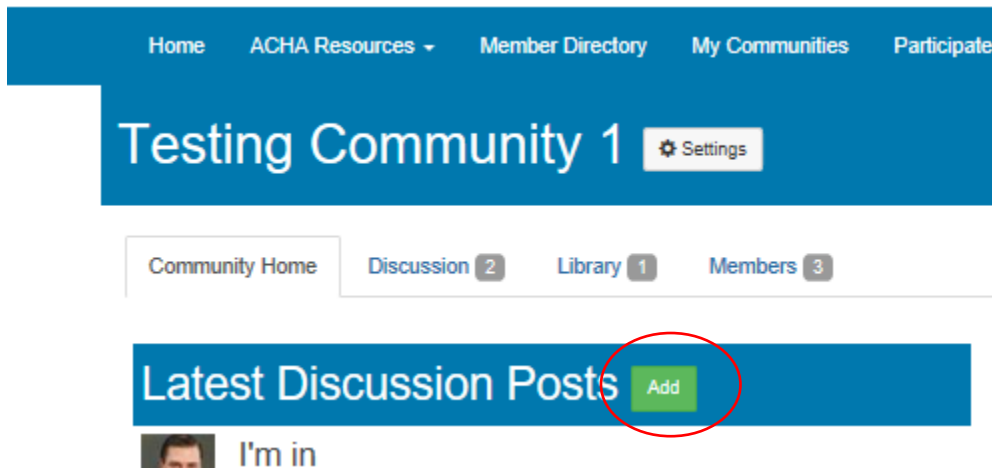 Home ACHA Resources Member Directory My Communities Participate
Testing Community 1 Settings
Community Home Discussion 2 Library 1 Members 3
Latest Discussion Posts Add
I'm in